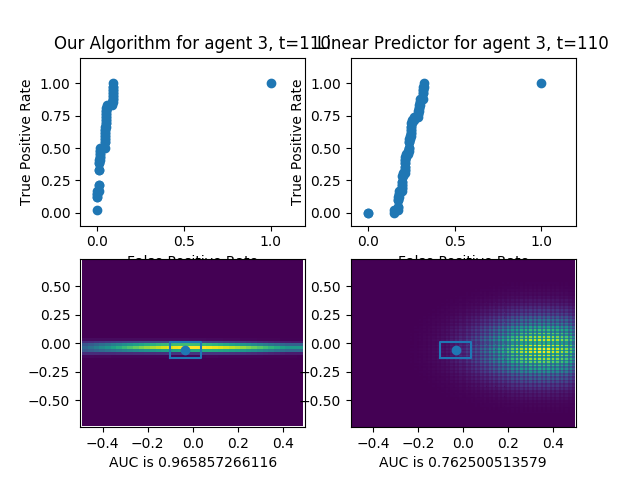 Our Algorithm for agent 3, t=110
Linear Predictor for agent 3, t=110
True Positive Rate
1.00
0.75
0.50
0.25
0.00
0.0 0.5 1.0
False Positive Rate
True Positive Rate
1.00
0.75
0.50
0.25
0.00
0.0 0.5 1.0
False Positive Rate
0.50
0.25
0.00
−0.25
−0.50
−0.4 −0.2 0.0 0.2 0.4
AUC is 0.965857266116
0.50
0.25
0.00
−0.25
−0.50
−0.4 −0.2 0.0 0.2 0.4
AUC is 0.762500513579